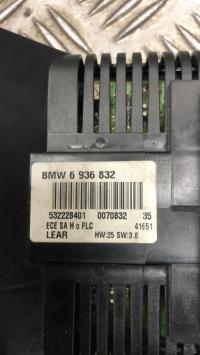 BMW 6 936 832
532228401 0070832 35
ECE SA H o FLC 41651
LEAR HW:25 SW:3.6